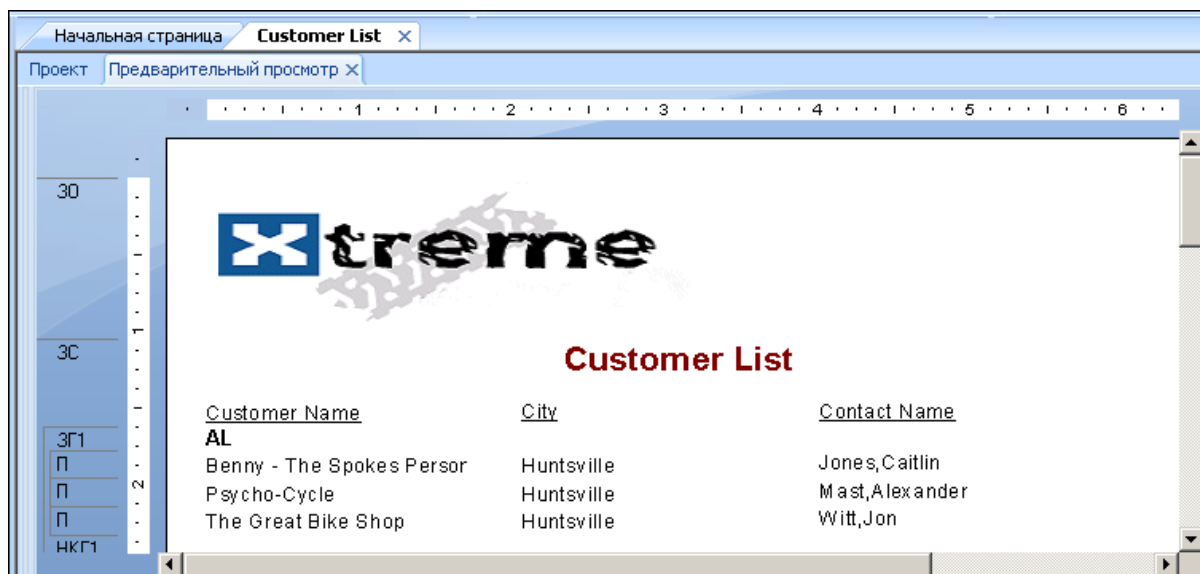 Начальная страница Customer List
Проект Предварительный просмотр
1 2 3 4 5 6
ЗО
Xtreme
1
ЗС
Customer List
Customer Name City Contact Name
ЗГ1 AL
П Benny - The Spokes Persor Huntsville Jones,Caitlin
П 2 Psycho-Cycle Huntsville Mast,Alexander
П The Great Bike Shop Huntsville Witt,Jon
НКГ1